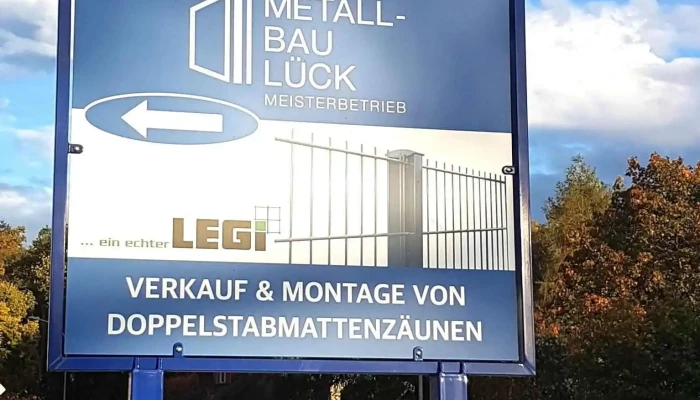 METALL-
BAU
LÜCK
MEISTERBETRIEB
... ein echter LEGi
VERKAUF & MONTAGE VON
DOPPELSTABMATTENZÄUNEN